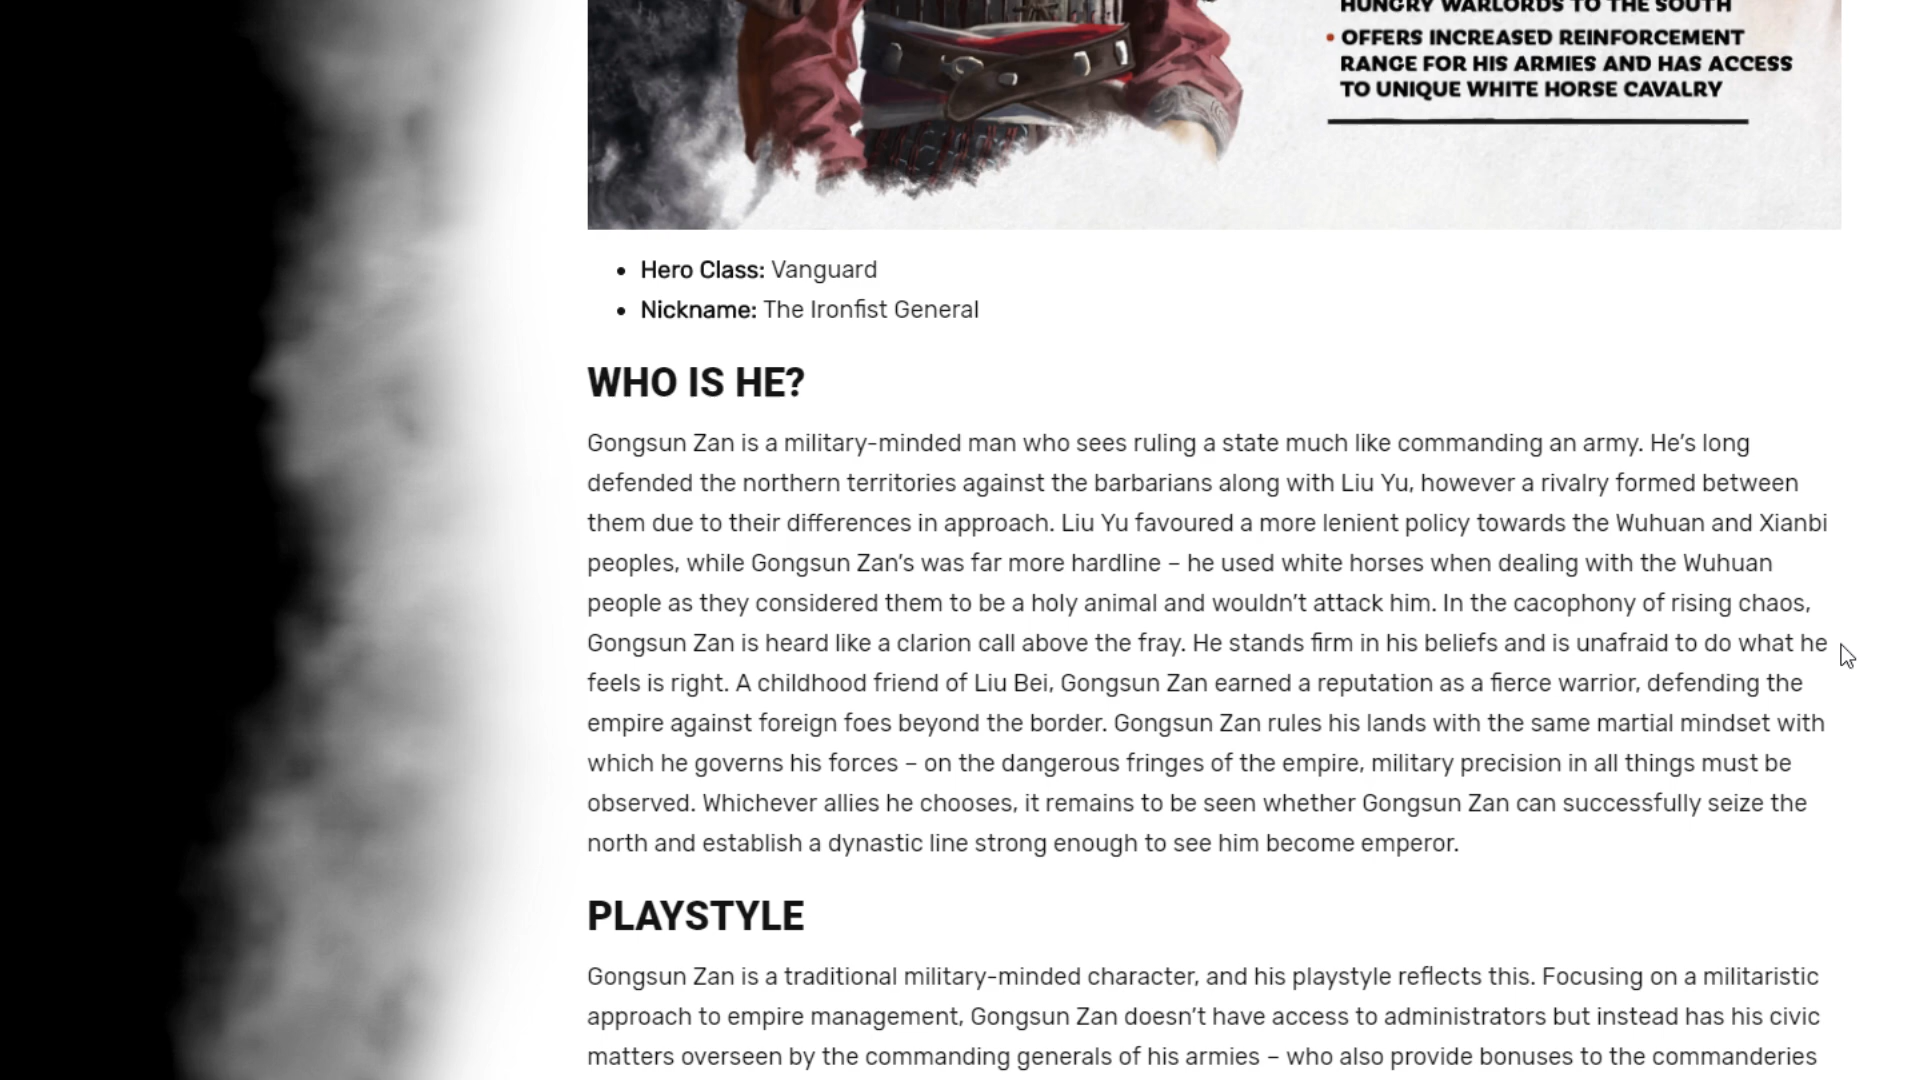 HUNGRY WARLORDS TO THE SOUTH
• OFFERS INCREASED REINFORCEMENT
RANGE FOR HIS ARMIES AND HAS ACCESS
TO UNIQUE WHITE HORSE CAVALRY
• Hero Class: Vanguard
• Nickname: The Ironfist General
WHO IS HE?
Gongsun Zan is a military-minded man who sees ruling a state much like commanding an army. He’s long
defended the northern territories against the barbarians along with Liu Yu, however a rivalry formed between
them due to their differences in approach. Liu Yu favoured a more lenient policy towards the Wuhuan and Xianbi
peoples, while Gongsun Zan’s was far more hardline – he used white horses when dealing with the Wuhuan
people as they considered them to be a holy animal and wouldn’t attack him. In the cacophony of rising chaos,
Gongsun Zan is heard like a clarion call above the fray. He stands firm in his beliefs and is unafraid to do what he
feels is right. A childhood friend of Liu Bei, Gongsun Zan earned a reputation as a fierce warrior, defending the
empire against foreign foes beyond the border. Gongsun Zan rules his lands with the same martial mindset with
which he governs his forces – on the dangerous fringes of the empire, military precision in all things must be
observed. Whichever allies he chooses, it remains to be seen whether Gongsun Zan can successfully seize the
north and establish a dynastic line strong enough to see him become emperor.
PLAYSTYLE
Gongsun Zan is a traditional military-minded character, and his playstyle reflects this. Focusing on a militaristic
approach to empire management, Gongsun Zan doesn’t have access to administrators but instead has his civic
matters overseen by the commanding generals of his armies – who also provide bonuses to the commanderies